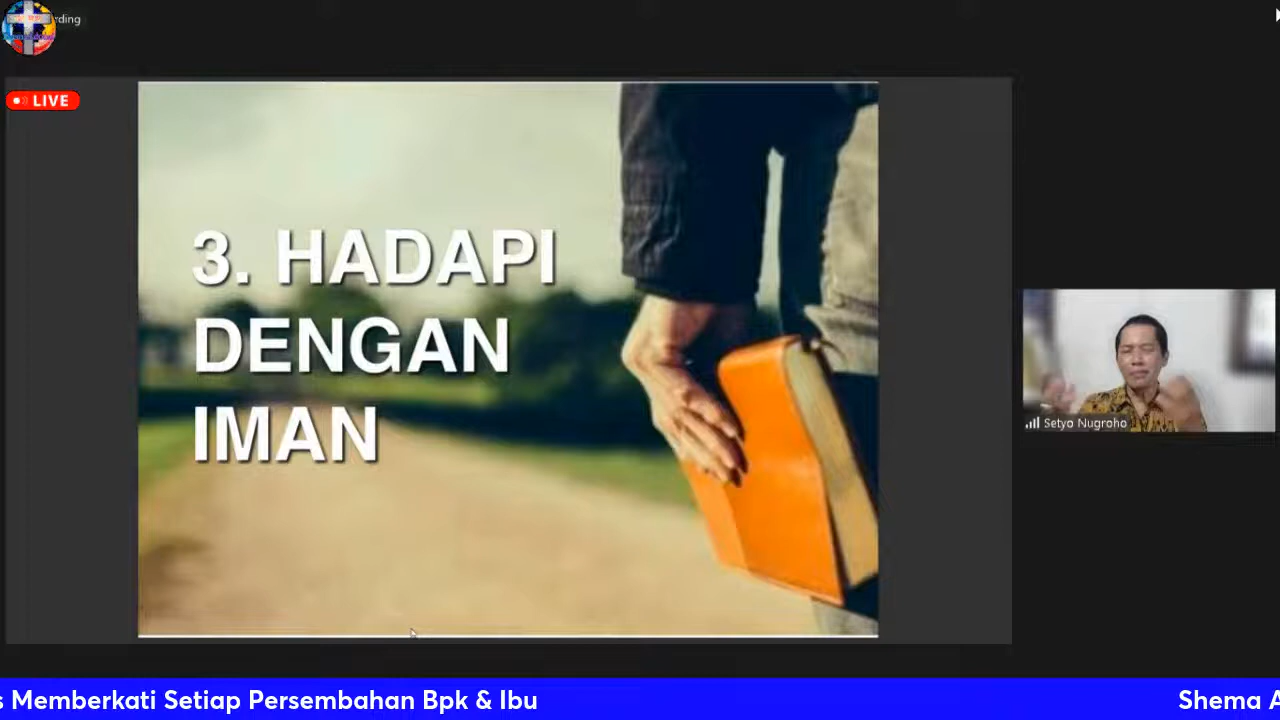 LIVE
3. HADAPI
DENGAN
IMAN
Setyo Nugroho
Memberkati Setiap Persembahan Bpk & Ibu
Shema